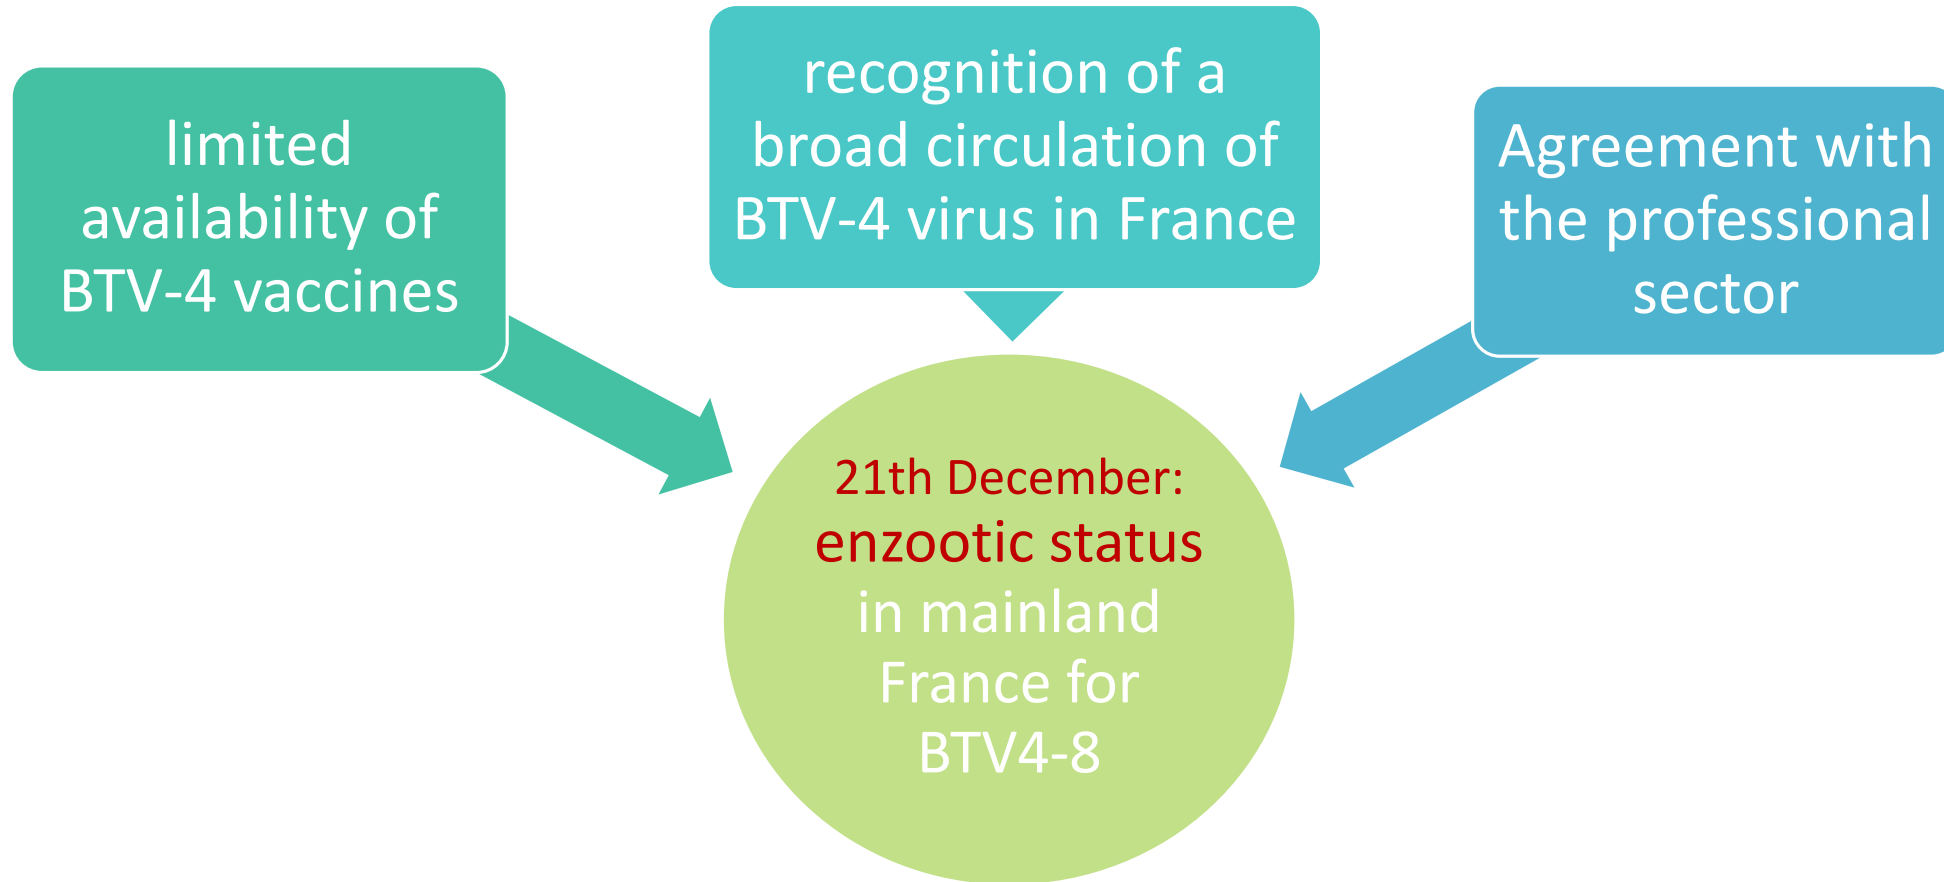 limited
availability of
BTV-4 vaccines
recognition of a
broad circulation of
BTV-4 virus in France
Agreement with
the professional
sector
21th December:
enzootic status
in mainland
France for
BTV4-8